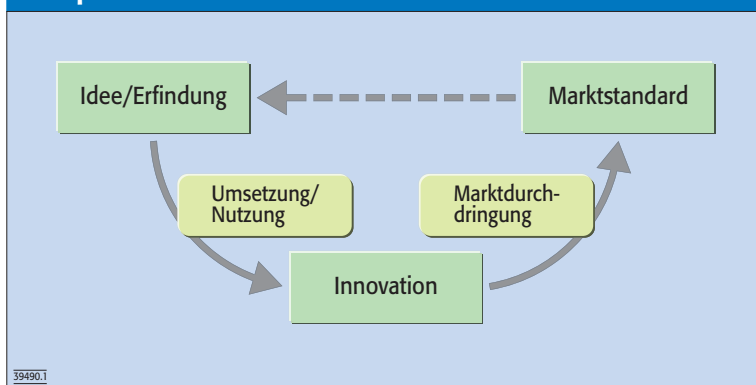 Idee/Erfindung
Marktstandard
Umsetzung/
Nutzung
Marktdurch-
dringung
Innovation
39490.1